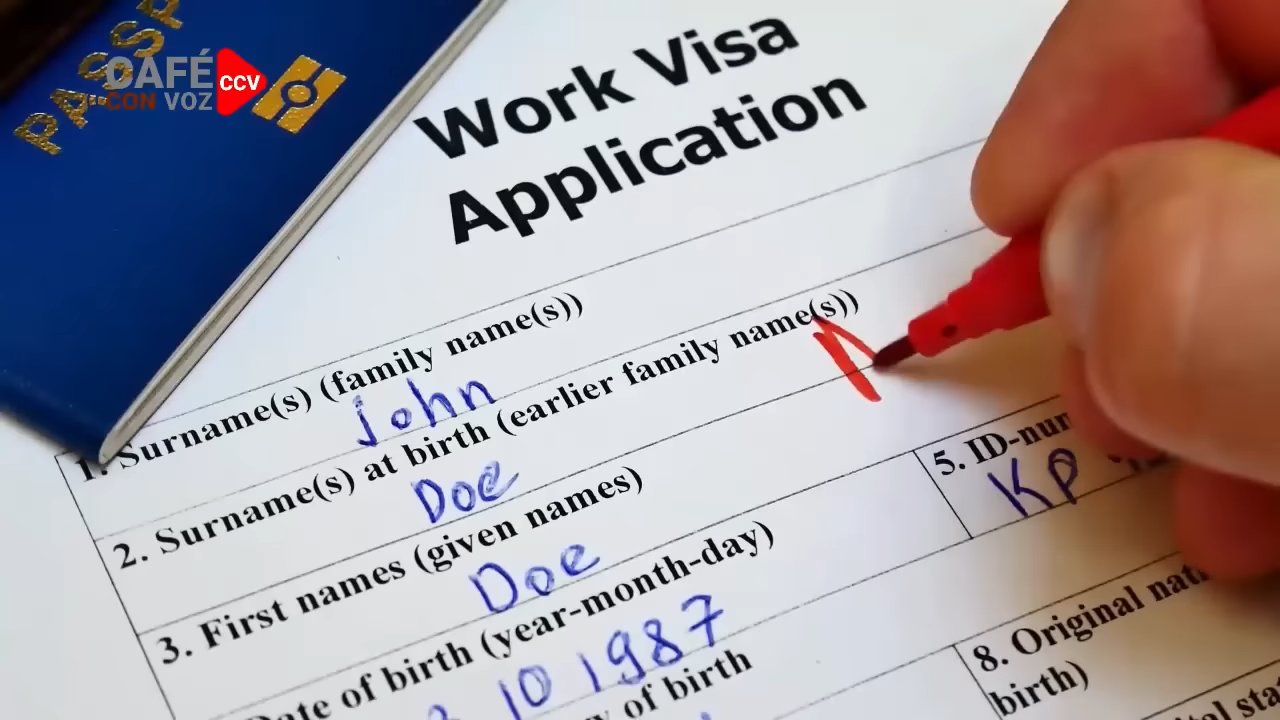 PASSP
CAFÉ
CON VOZ
CCV
Work Visa
Application
1. Surname(s) (family name(s))
john
2. Surname(s) at birth (earlier family name(s))
Doe
3. First names (given names)
Doe
Date of birth (year-month-day)
10 1987
5. ID-num
KP
of birth
8. Original nati
birth)